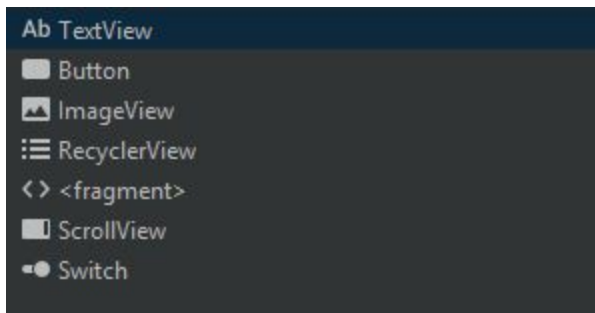 Ab TextView
Button
ImageView
RecyclerView
<> <fragment>
ScrollView
Switch